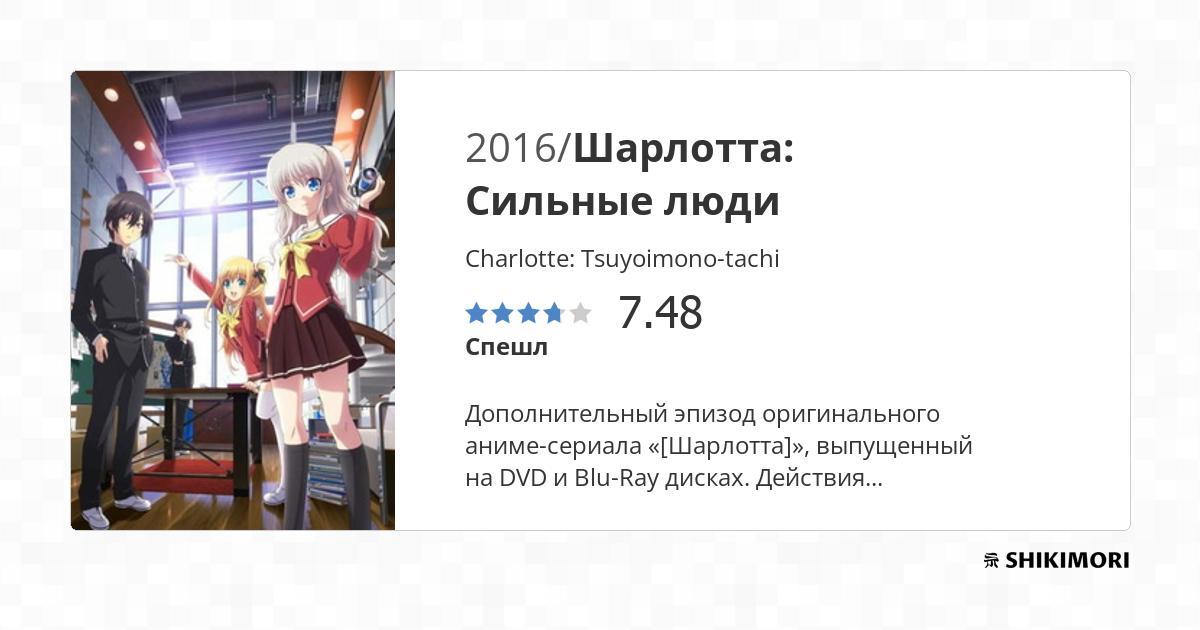 2016/Шарлотта:
Сильные люди
Charlotte: Tsuyoimono-tachi
7.48
Спешл
Дополнительный эпизод оригинального
аниме-сериала «[Шарлотта]», выпущенный
на DVD и Blu-Ray дисках. Действия...
SHIKIMORI